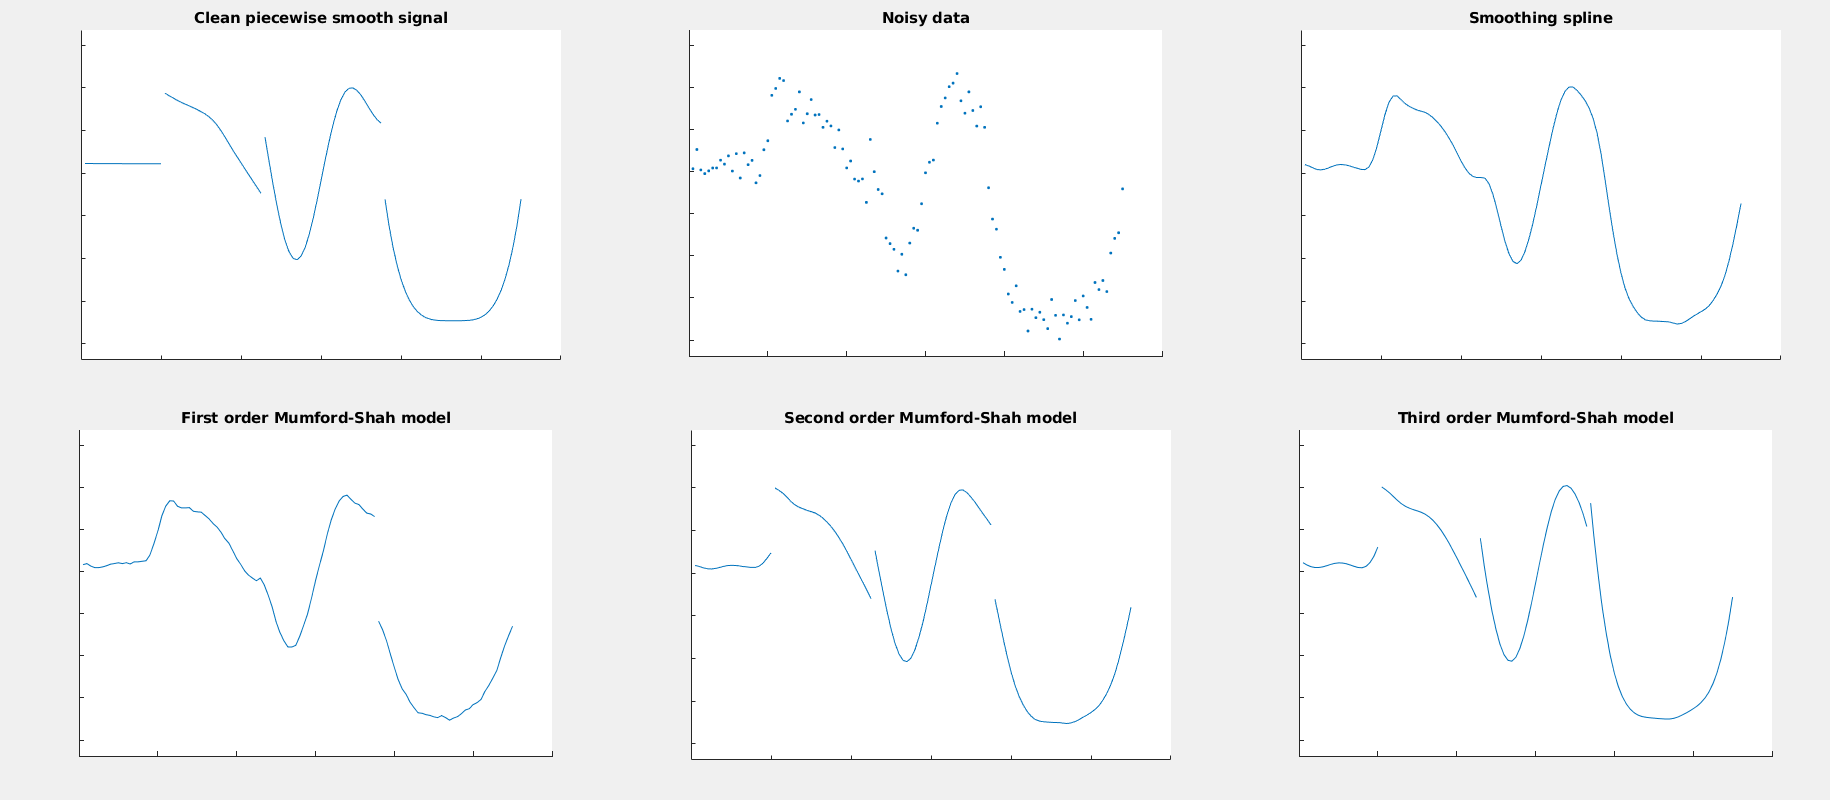 Clean piecewise smooth signal
Noisy data
Smoothing spline
First order Mumford-Shah model
Second order Mumford-Shah model
Third order Mumford-Shah model